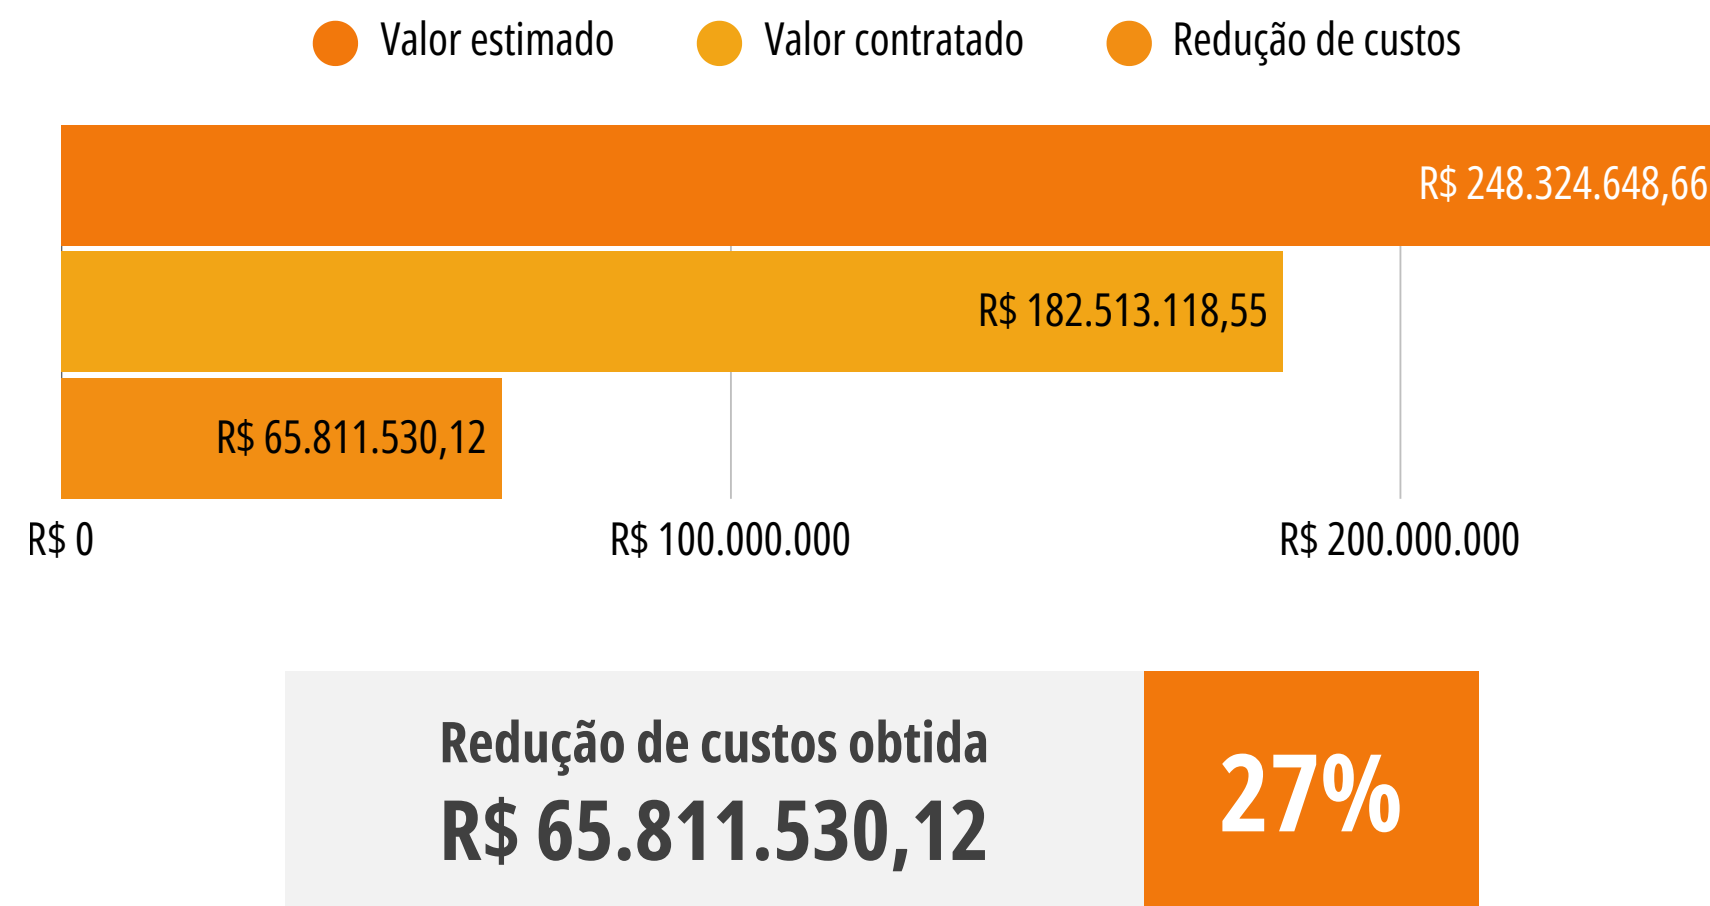 Valor estimado
Valor contratado
Redução de custos
R$ 248.324.648,66
R$ 182.513.118,55
R$ 65.811.530,12
R$ 0
R$ 100.000.000
R$ 200.000.000
Redução de custos obtida
R$ 65.811.530,12
27%